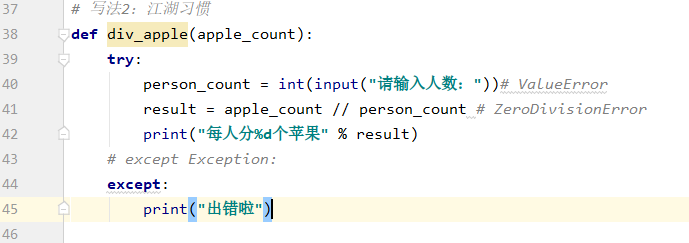 37 # 写法2：江湖习惯
38 def div_apple(apple_count):
39     try:
40         person_count = int(input("请输入人数："))# ValueError
41         result = apple_count // person_count # ZeroDivisionError
42         print("每人分%d个苹果" % result)
43     # except Exception:
44     except:
45         print("出错啦")
46